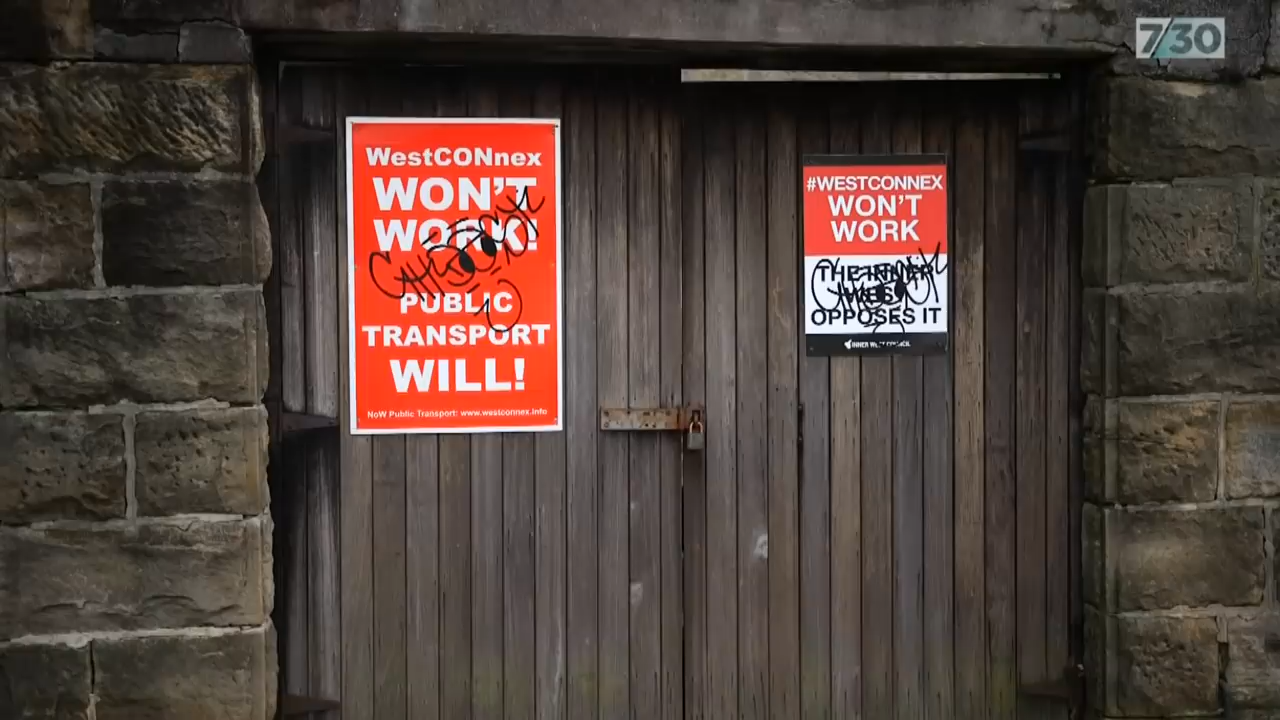 7/30
WestCONnex
WON'T
WORK!
PUBLIC
TRANSPORT
WILL!
NoW Public Transport: www.westconnex.info
#WESTCONNEX
WON'T
WORK
THE INNER
WEST
OPPOSES IT
INNER WEST COUNCIL